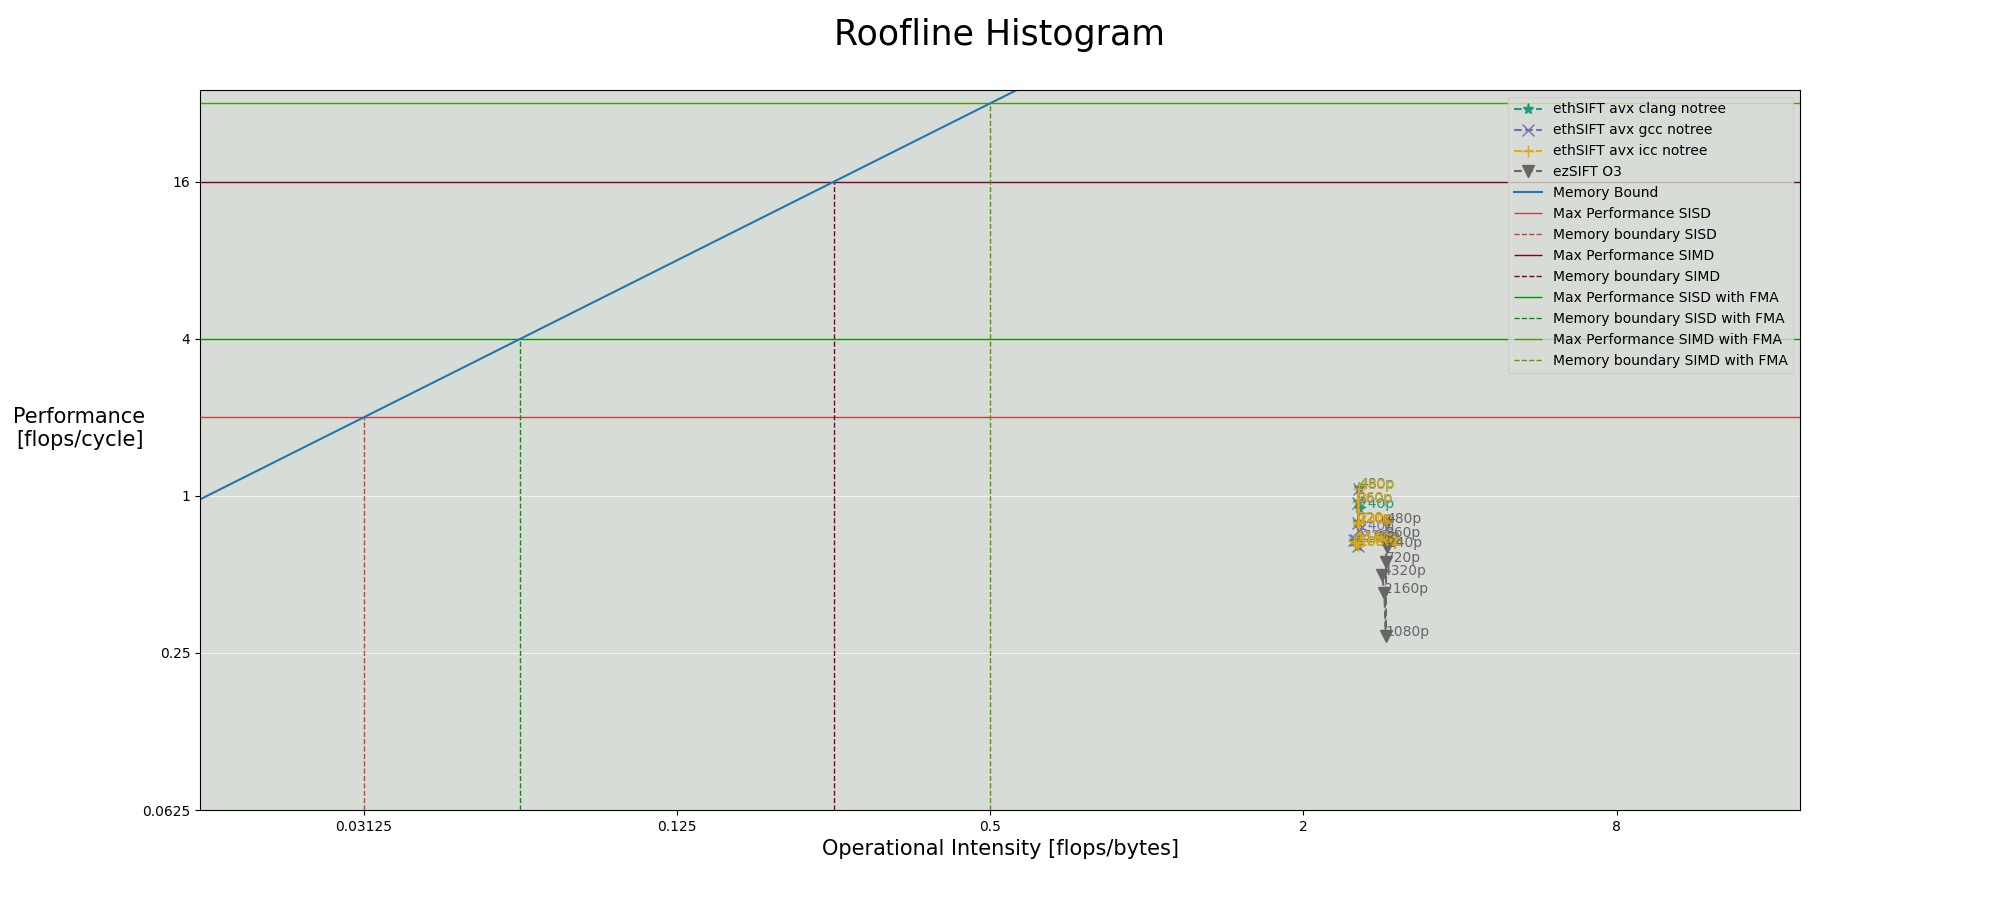 Roofline Histogram
ethSIFT avx clang notree
ethSIFT avx gcc notree
ethSIFT avx icc notree
ezSIFT O3
Memory Bound
Max Performance SISD
Memory boundary SISD
Max Performance SIMD
Memory boundary SIMD
Max Performance SISD with FMA
Memory boundary SISD with FMA
Max Performance SIMD with FMA
Memory boundary SIMD with FMA
16
4
Performance
[flops/cycle]
1
0.25
0.0625
480p
360p
240p
720p
480p
360p
240p
720p
4320p
2160p
1080p
0.03125
0.125
0.5
2
8
Operational Intensity [flops/bytes]